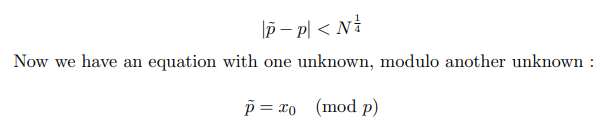 |p̃ − p| < N^{1/4}
Now we have an equation with one unknown, modulo another unknown :
p̃ = x₀ (mod p)